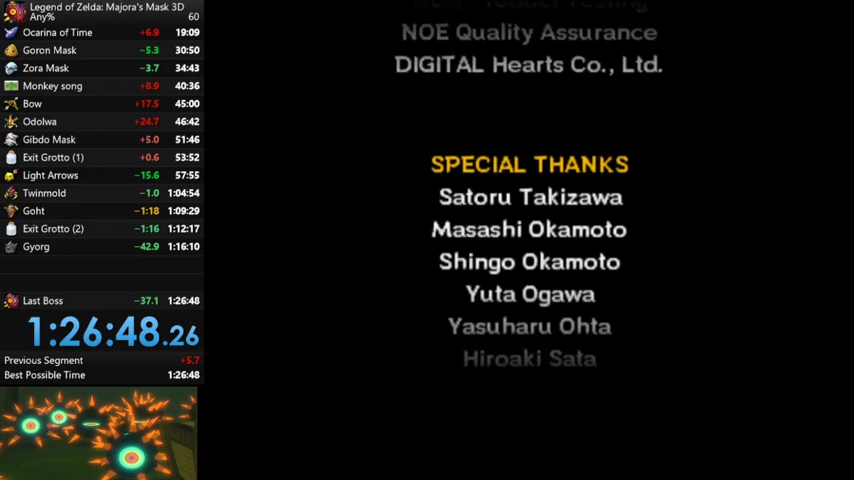 Legend of Zelda: Majora's Mask 3D
Any% 60
Ocarina of Time +6.9 19:09
Goron Mask −5.3 30:50
Zora Mask −3.7 34:43
Monkey song +8.9 40:36
Bow +17.5 45:00
Odolwa +24.7 46:42
Gibdo Mask +5.0 51:46
Exit Grotto (1) +0.6 53:52
Light Arrows −15.6 57:55
Twinmold −1.0 1:04:54
Goht −1:18 1:09:29
Exit Grotto (2) −1:16 1:12:17
Gyorg −42.9 1:16:10
Last Boss −37.1 1:26:48
1:26:48.26
Previous Segment +5.7
Best Possible Time 1:26:48
NOE Quality Assurance
DIGITAL Hearts Co., Ltd.
SPECIAL THANKS
Satoru Takizawa
Masashi Okamoto
Shingo Okamoto
Yuta Ogawa
Yasuharu Ohta
Hiroaki Sata